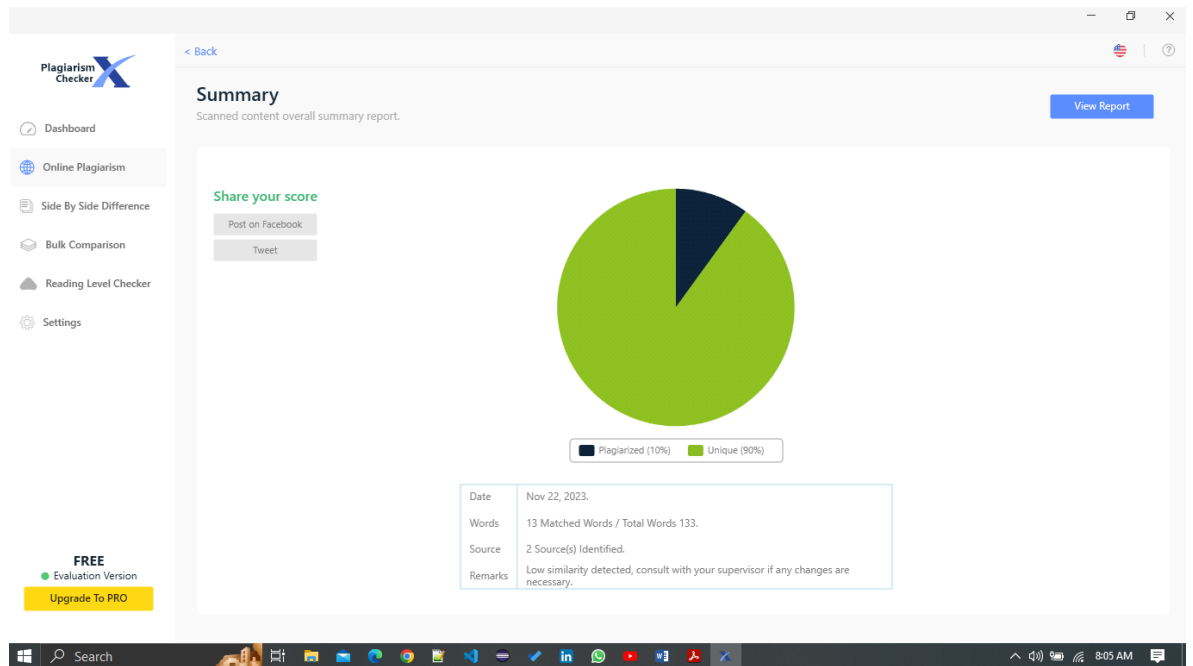 Plagiarism
Checker
X
< Back
Summary
Scanned content overall summary report.
View Report
Dashboard
Online Plagiarism
Side By Side Difference
Bulk Comparison
Reading Level Checker
Settings
Share your score
Post on Facebook
Tweet
Plagiarized (10%) Unique (90%)
Date Nov 22, 2023.
Words 13 Matched Words / Total Words 133.
Source 2 Source(s) Identified.
Remarks Low similarity detected, consult with your supervisor if any changes are
necessary.
FREE
Evaluation Version
Upgrade To PRO
Search
8:05 AM